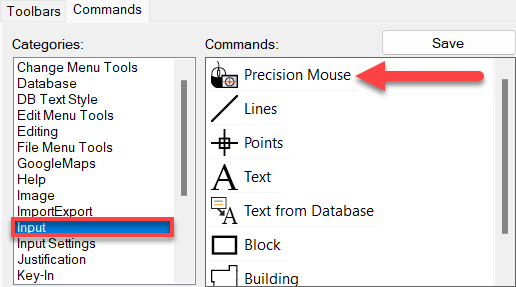 Toolbars Commands
Categories:
Commands:
Save
Change Menu Tools
Database
DB Text Style
Edit Menu Tools
Editing
File Menu Tools
GoogleMaps
Help
Image
ImportExport
Input
Input Settings
Justification
Key-In
Precision Mouse
Lines
Points
Text
Text from Database
Block
Building